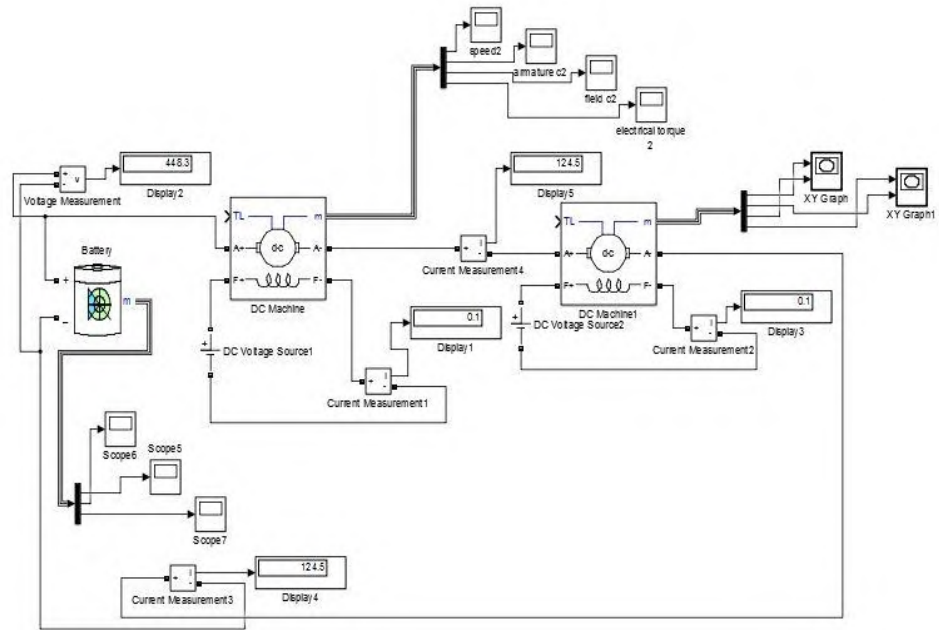 speed2
armature c2
field c2
electrical torque
2
448.3
Display2
+
-
v
Voltage Measurement
124.5
Display5
XY Graph
XY Graph1
TL
m
A+
dc
A-
F+
F-
DC Machine
+
i
-
Current Measurement4
TL
m
A+
dc
A-
F+
F-
DC Machine1
Battery
+
m
-
0.1
Display1
0.1
Display3
+
DC Voltage Source1
+
DC Voltage Source2
+
i
-
Current Measurement2
+
i
-
Current Measurement1
Scope6
Scope5
Scope7
+
i
-
Current Measurement3
124.5
Display4